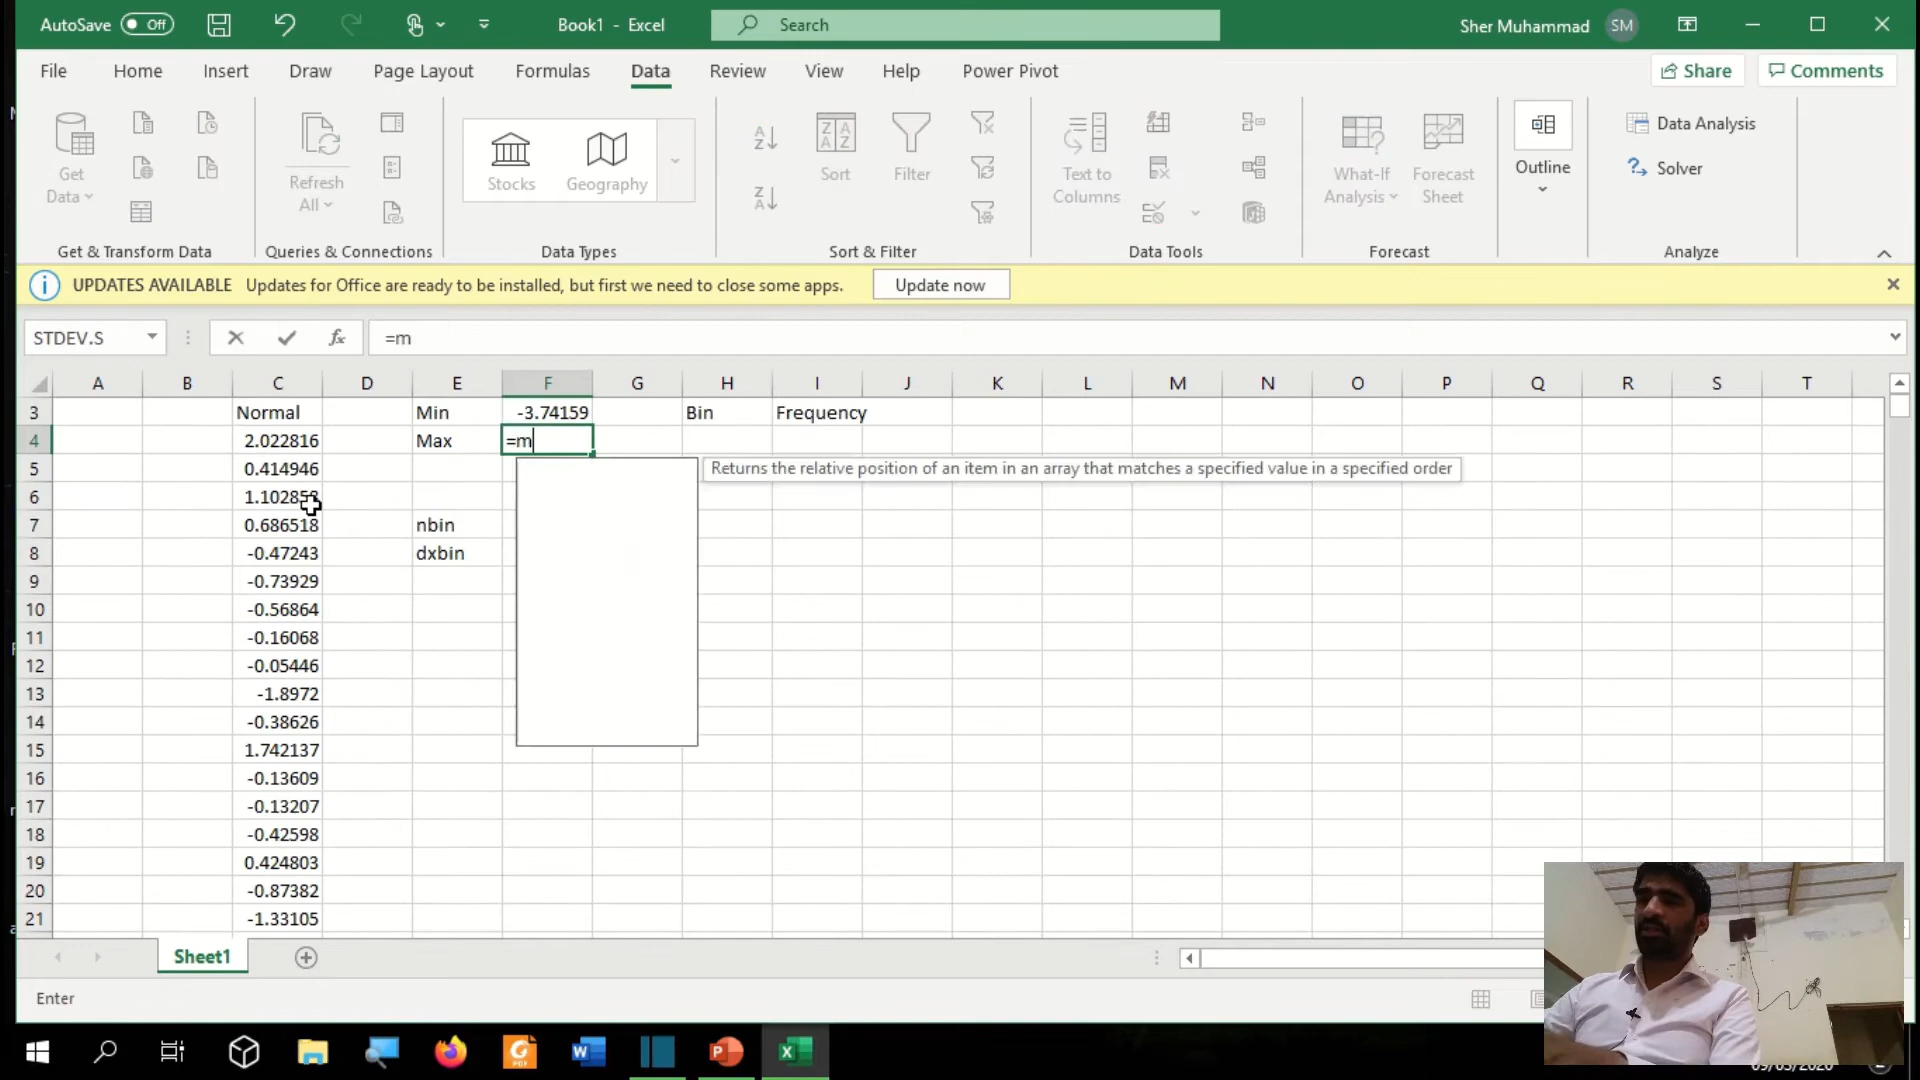 AutoSave Off Book1 - Excel Search Sher Muhammad SM
File Home Insert Draw Page Layout Formulas Data Review View Help Power Pivot Share Comments
Get Data
Refresh All
Stocks Geography
Sort
Filter
Text to Columns
What-If Analysis
Forecast Sheet
Outline
Data Analysis
Solver
Get & Transform Data Queries & Connections Data Types Sort & Filter Data Tools Forecast Analyze
UPDATES AVAILABLE Updates for Office are ready to be installed, but first we need to close some apps. Update now
STDEV.S fx =m
A B C D E F G H I J K L M N O P Q R S T
3 Normal Min -3.74159 Bin Frequency
4 2.022816 Max =m
5 0.414946 Returns the relative position of an item in an array that matches a specified value in a specified order
6
7 0.686518 nbin
8 -0.47243 dxbin
9 -0.73929
10 -0.56864
11 -0.16068
12 -0.05446
13 -1.8972
14 -0.38626
15 1.742137
16 -0.13609
17 -0.13207
18 -0.42598
19 0.424803
20 -0.87382
21 -1.33105
Sheet1
Enter